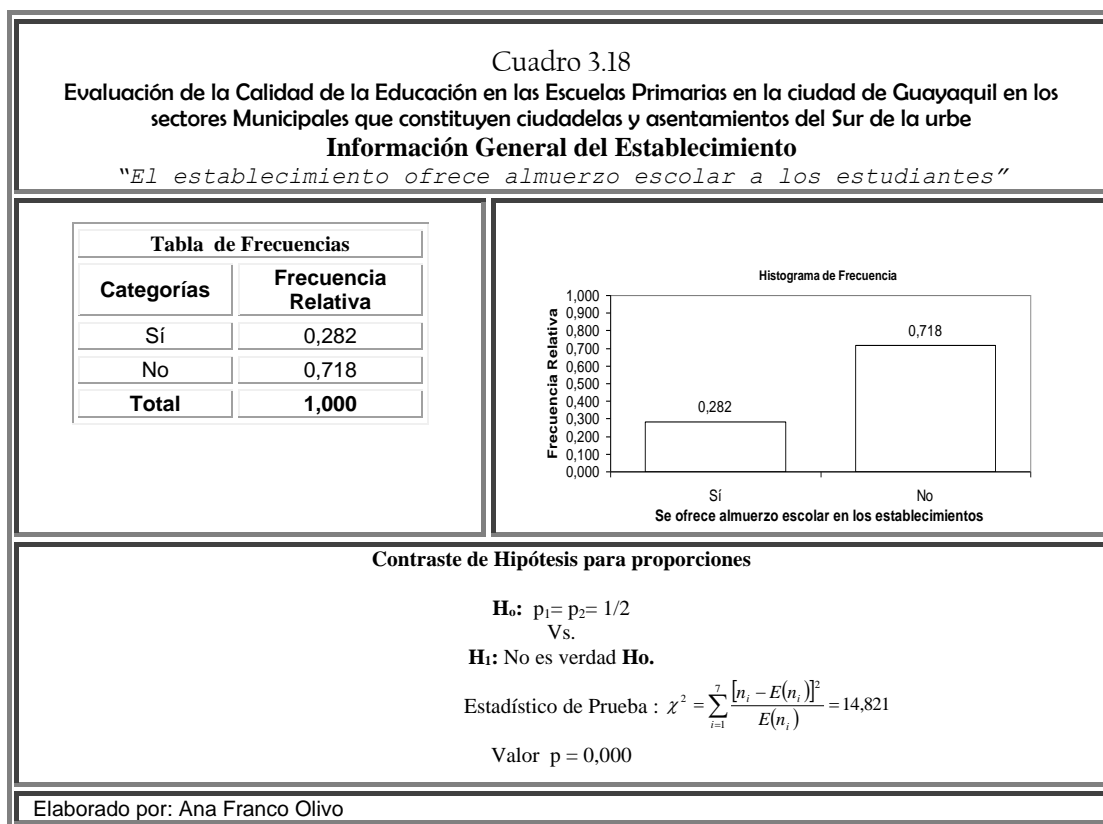 Cuadro 3.18
Evaluación de la Calidad de la Educación en las Escuelas Primarias en la ciudad de Guayaquil en los
sectores Municipales que constituyen ciudadelas y asentamientos del Sur de la urbe
Información General del Establecimiento
“El establecimiento ofrece almuerzo escolar a los estudiantes”
Tabla de Frecuencias
Categorías Frecuencia Relativa
Sí 0,282
No 0,718
Total 1,000
Histograma de Frecuencia
Frecuencia Relativa
1,000
0,900
0,800
0,700
0,600
0,500
0,400
0,300
0,200
0,100
0,000
0,282
0,718
Sí No
Se ofrece almuerzo escolar en los establecimientos
Contraste de Hipótesis para proporciones
Ho: p1= p2= 1/2
Vs.
H1: No es verdad Ho.
Estadístico de Prueba : χ² = ∑_{i=1}^{7} [n_i − E(n_i)]² / E(n_i) = 14,821
Valor p = 0,000
Elaborado por: Ana Franco Olivo